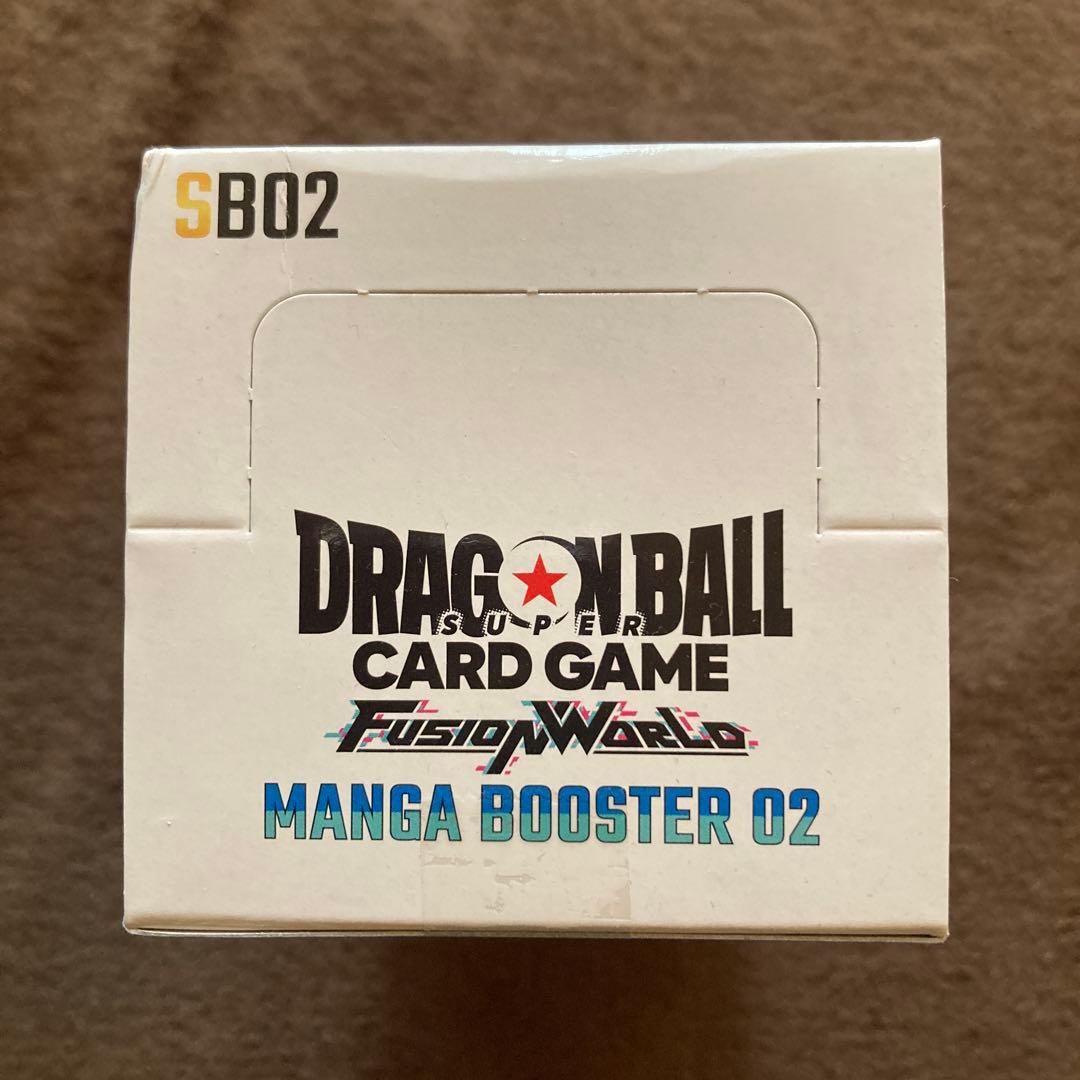 SB02
DRAGON BALL
SUPER
CARD GAME
FUSION WORLD
MANGA BOOSTER 02